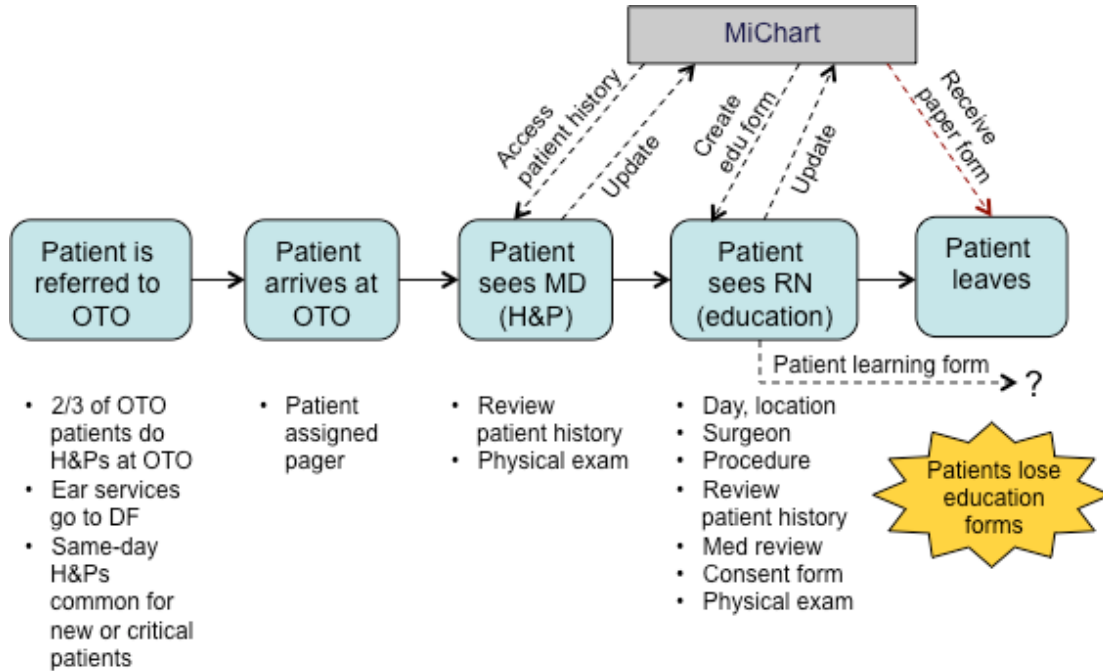 MiChart
Access
patient history
Update
Create
edu form
Update
Receive
paper form
Patient is
referred to
OTO
Patient
arrives at
OTO
Patient
sees MD
(H&P)
Patient
sees RN
(education)
Patient
leaves
Patient learning form
?
• 2/3 of OTO
patients do
H&Ps at OTO
• Ear services
go to DF
• Same-day
H&Ps
common for
new or critical
patients
• Patient
assigned
pager
• Review
patient history
• Physical exam
• Day, location
• Surgeon
• Procedure
• Review
patient history
• Med review
• Consent form
• Physical exam
Patients lose
education
forms